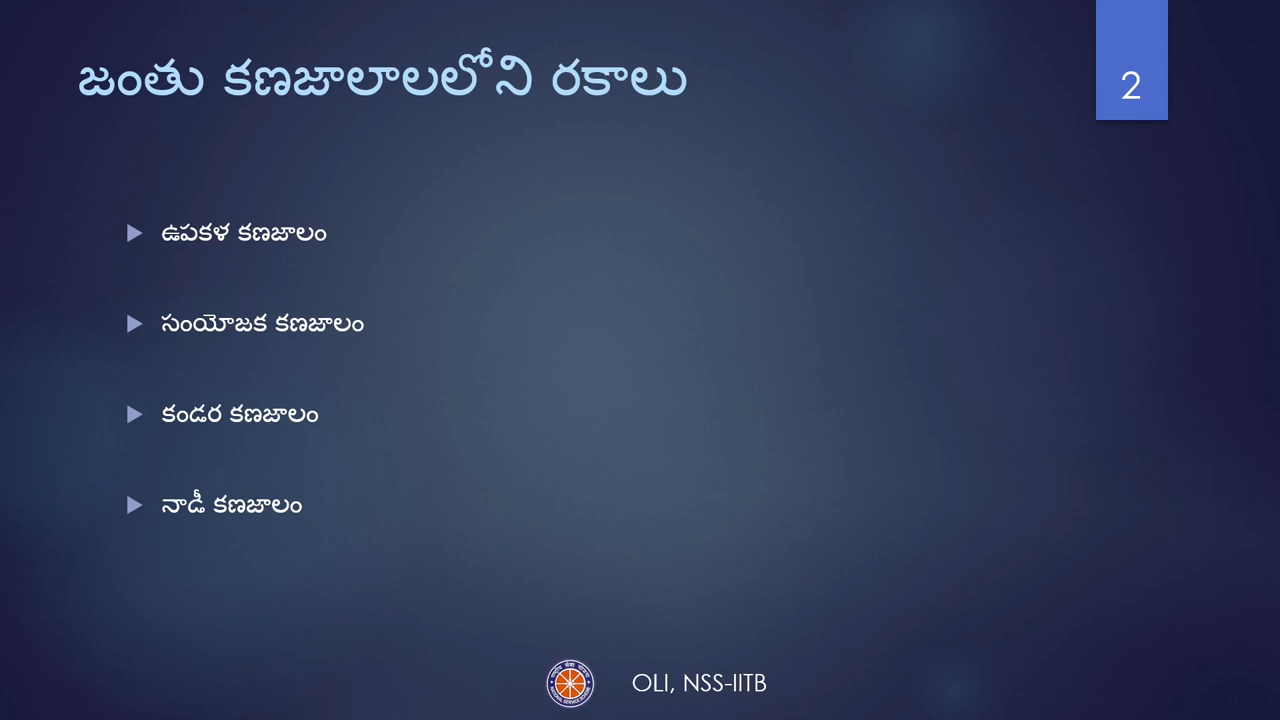 జంతు కణజాలాలలోని రకాలు
2
ఉపకళ కణజాలం
సంయోజక కణజాలం
కండర కణజాలం
నాడీ కణజాలం
OLI, NSS-IITB